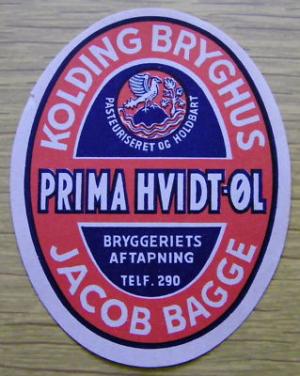 KOLDING BRYGHUS
PASTEURISERET OG HOLDBART
PRIMA HVIDT-ØL
BRYGGERIETS
AFTAPNING
TELF. 290
JACOB BAGGE